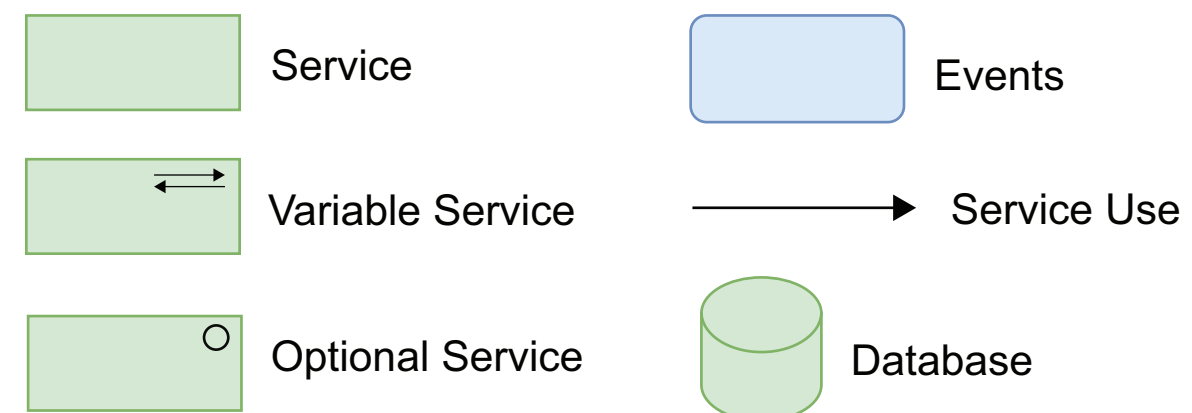 Service
Events
Variable Service
Service Use
Optional Service
Database